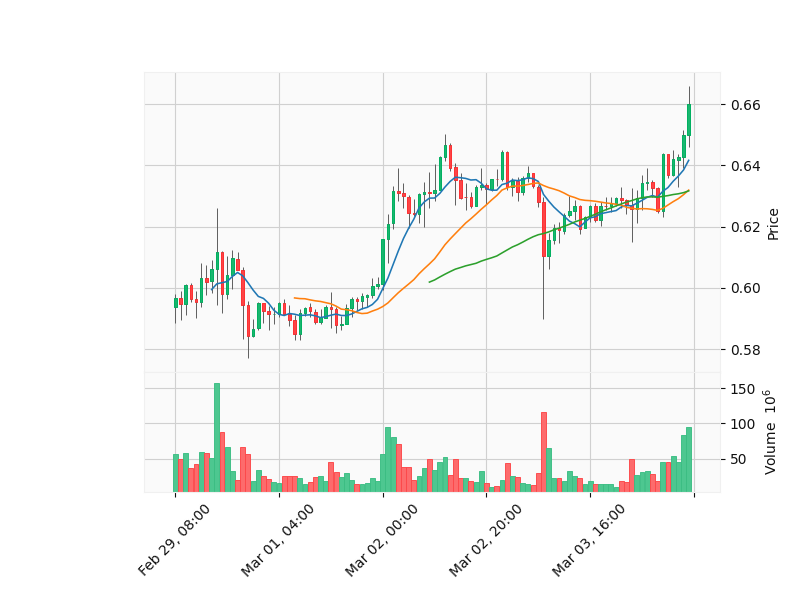 0.66
0.64
0.62
0.60
0.58
Price
150
100
50
Volume 10^6
Feb 29, 08:00
Mar 01, 04:00
Mar 02, 00:00
Mar 02, 20:00
Mar 03, 16:00